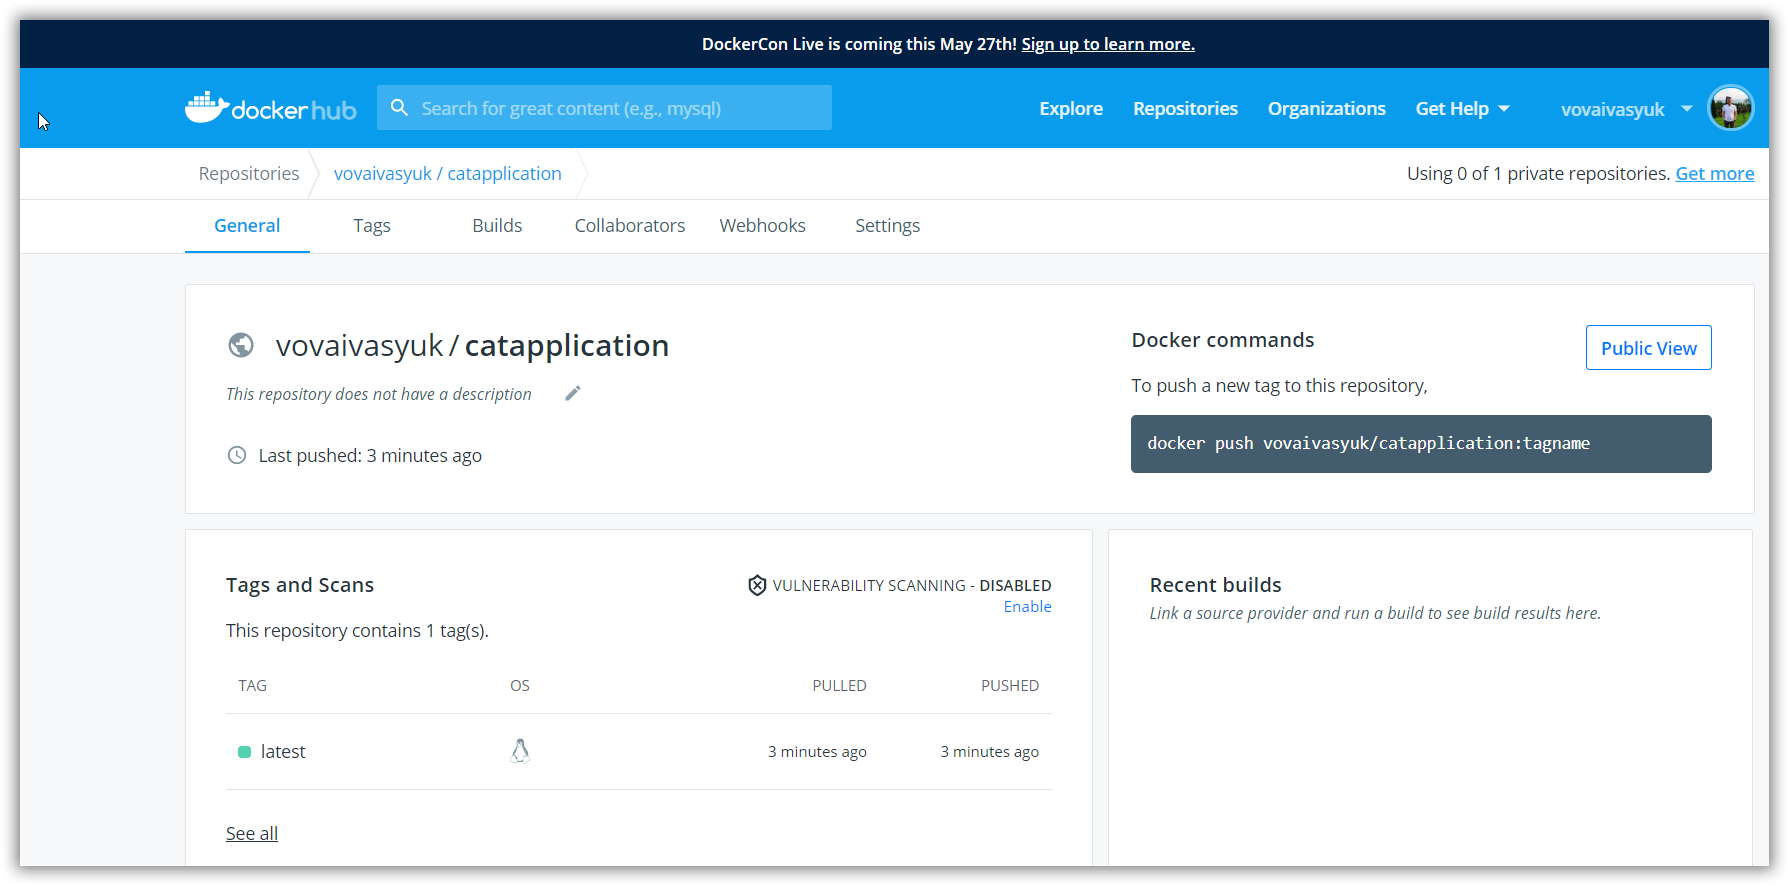 DockerCon Live is coming this May 27th! Sign up to learn more.
docker hub
Search for great content (e.g., mysql)
Explore
Repositories
Organizations
Get Help
vovaivasyuk
Repositories
vovaivasyuk / catapplication
Using 0 of 1 private repositories. Get more
General
Tags
Builds
Collaborators
Webhooks
Settings
vovaivasyuk / catapplication
This repository does not have a description
Last pushed: 3 minutes ago
Docker commands
Public View
To push a new tag to this repository,
docker push vovaivasyuk/catapplication:tagname
Tags and Scans
VULNERABILITY SCANNING - DISABLED
Enable
This repository contains 1 tag(s).
TAG
OS
PULLED
PUSHED
latest
3 minutes ago
3 minutes ago
See all
Recent builds
Link a source provider and run a build to see build results here.